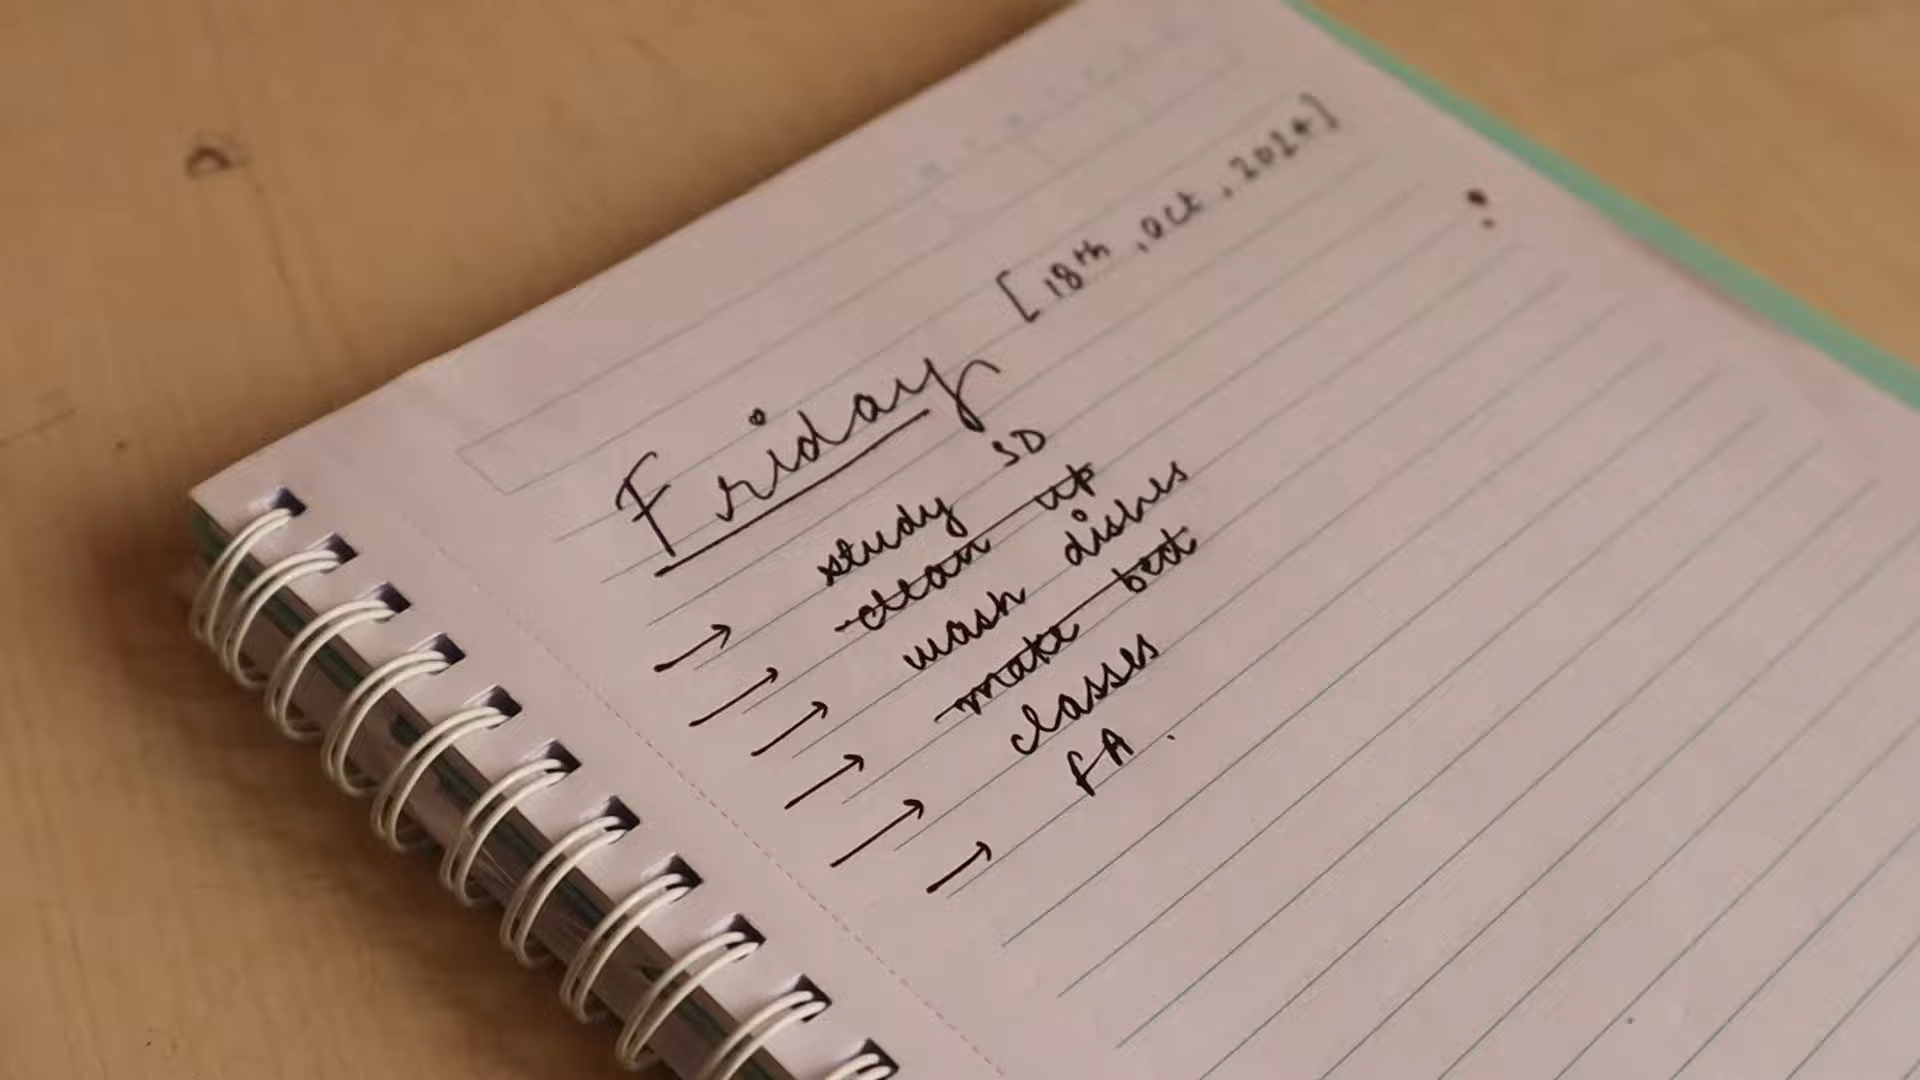 [18th, oct, 2024]
Friday
→ study SD
→ clean up
→ wash dishes
→ make bed
→ classes
→ FA.